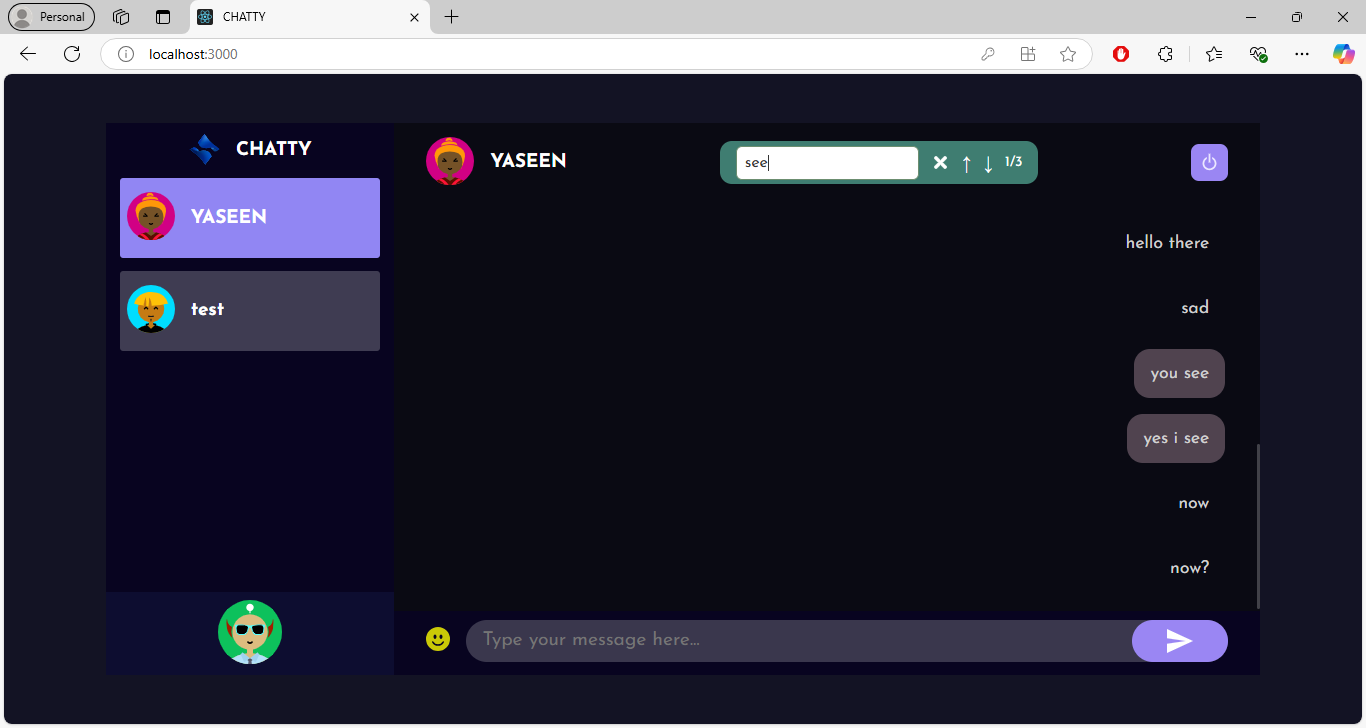 Personal
CHATTY
localhost:3000
CHATTY
YASEEN
test
YASEEN
see
1/3
hello there
sad
you see
yes i see
now
now?
Type your message here...